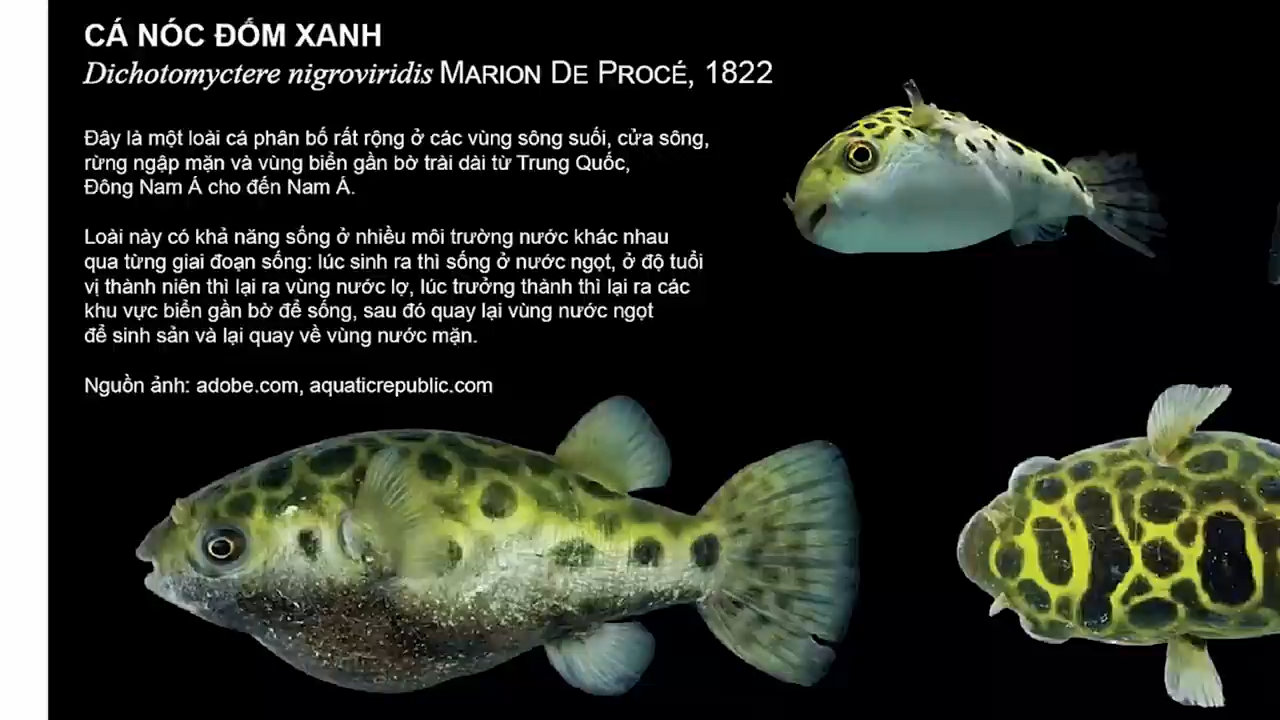 CÁ NÓC ĐỐM XANH
Dichotomyctere nigroviridis MARION DE PROCÉ, 1822
Đây là một loài cá phân bố rất rộng ở các vùng sông suối, cửa sông,
rừng ngập mặn và vùng biển gần bờ trải dài từ Trung Quốc,
Đông Nam Á cho đến Nam Á.
Loài này có khả năng sống ở nhiều môi trường nước khác nhau
qua từng giai đoạn sống: lúc sinh ra thì sống ở nước ngọt, ở độ tuổi
vị thành niên thì lại ra vùng nước lợ, lúc trưởng thành thì lại ra các
khu vực biển gần bờ để sống, sau đó quay lại vùng nước ngọt
để sinh sản và lại quay về vùng nước mặn.
Nguồn ảnh: adobe.com, aquaticrepublic.com